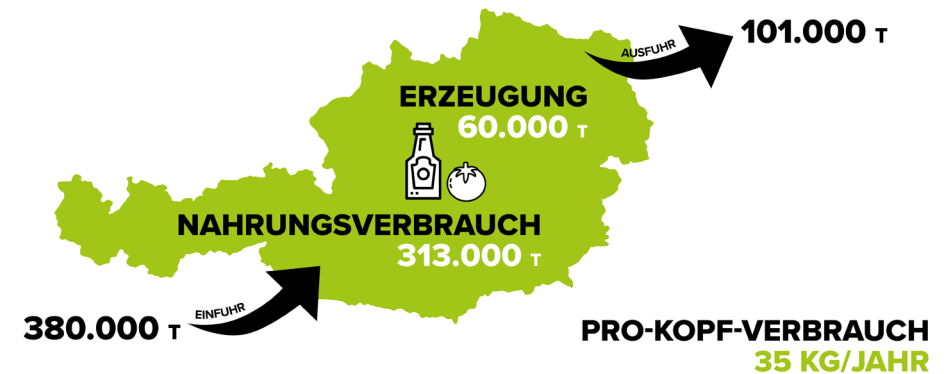 101.000 T
AUSFUHR
ERZEUGUNG
60.000 T
NAHRUNGSVERBRAUCH
313.000 T
EINFUHR
380.000 T
PRO-KOPF-VERBRAUCH
35 KG/JAHR